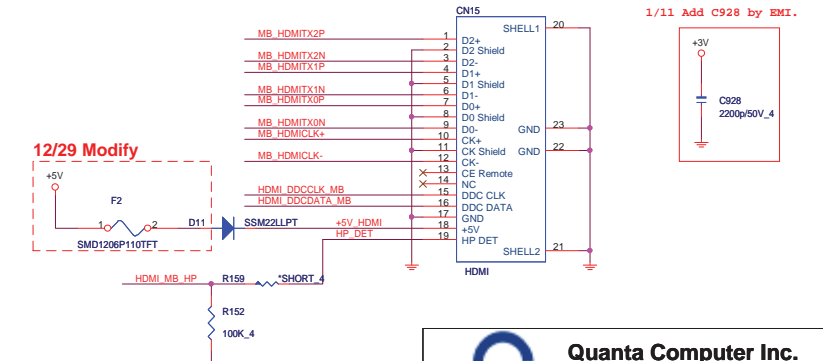 CN15
1/11 Add C928 by EMI.
SHELL1 20
MB_HDMITX2P 1 D2+
2 D2 Shield
MB_HDMITX2N 3 D2-
MB_HDMITX1P 4 D1+
5 D1 Shield
MB_HDMITX1N 6 D1-
MB_HDMITX0P 7 D0+
8 D0 Shield
MB_HDMITX0N 9 D0- GND 23
MB_HDMICLK+ 10 CK+
11 CK Shield GND 22
MB_HDMICLK- 12 CK-
13 CE Remote
14 NC
HDMI_DDCCLK_MB 15 DDC CLK
HDMI_DDCDATA_MB 16 DDC DATA
17 GND
+5V_HDMI 18 +5V
HP_DET 19 HP DET
SHELL2 21
HDMI
+3V
C928
2200p/50V_4
12/29 Modify
+5V
F2
1 2
SMD1206P110TFT
D11 SSM22LLPT
HDMI_MB_HP R159 *SHORT_4
R152
100K_4
Quanta Computer Inc.